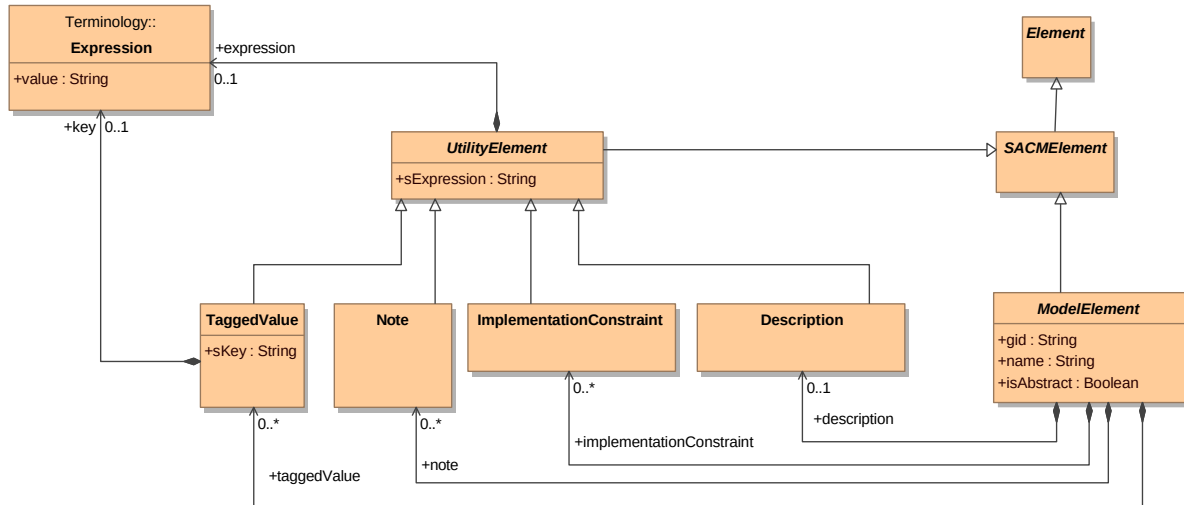 Terminology::
Expression
+value : String
+expression
0..1
Element
+key
0..1
UtilityElement
+sExpression : String
SACMElement
TaggedValue
+sKey : String
Note
ImplementationConstraint
Description
ModelElement
+gid : String
+name : String
+isAbstract : Boolean
0..*
0..*
0..*
0..1
+description
+implementationConstraint
+note
+taggedValue